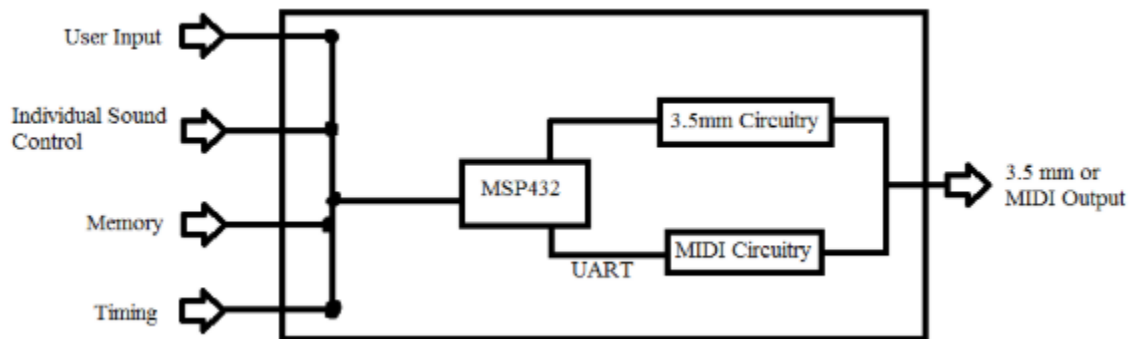 User Input
Individual Sound
Control
Memory
Timing
MSP432
UART
3.5mm Circuitry
MIDI Circuitry
3.5 mm or
MIDI Output